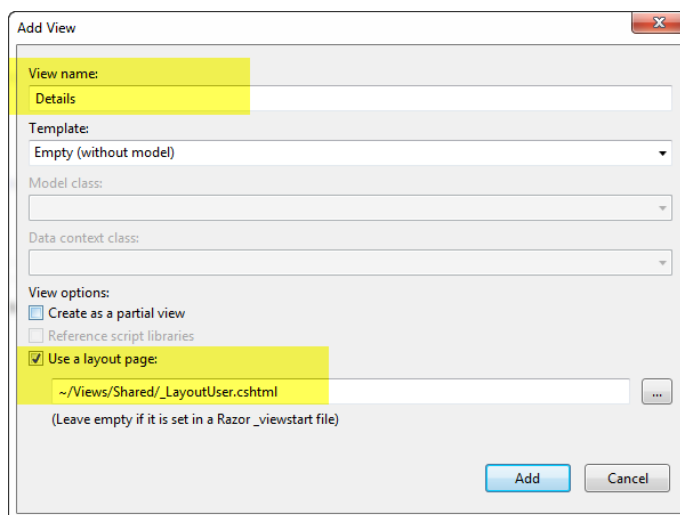 Add View
View name:
Details
Template:
Empty (without model)
Model class:
Data context class:
View options:
Create as a partial view
Reference script libraries
Use a layout page:
~/Views/Shared/_LayoutUser.cshtml
...
(Leave empty if it is set in a Razor _viewstart file)
Add Cancel